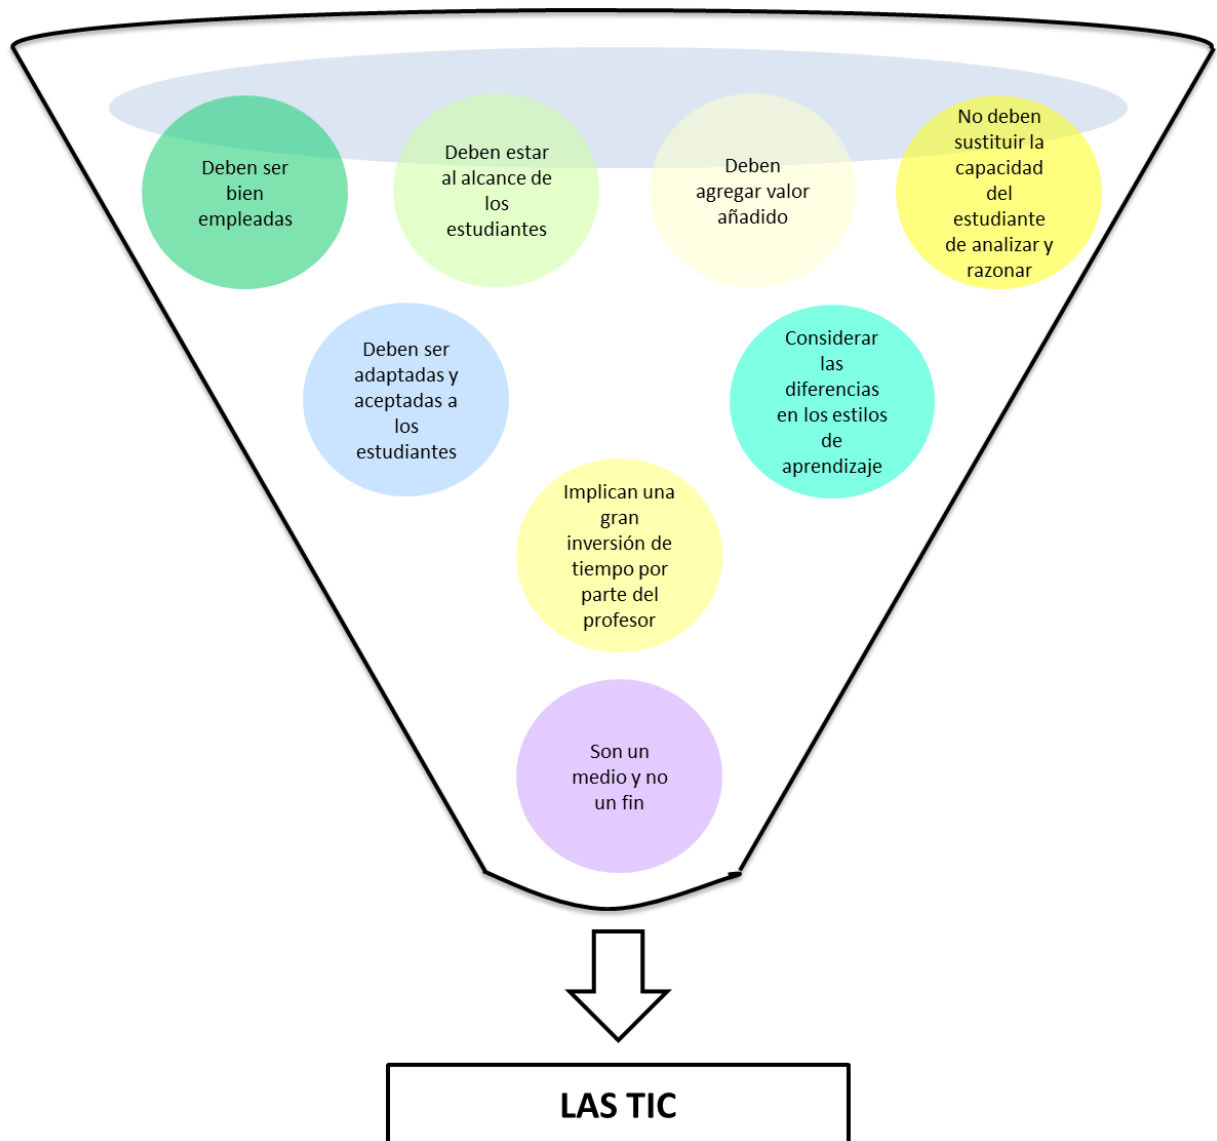 Deben ser
bien
empleadas
Deben estar
al alcance de
los
estudiantes
Deben
agregar valor
añadido
No deben
sustituir la
capacidad
del
estudiante
de analizar y
razonar
Deben ser
adaptadas y
aceptadas a
los
estudiantes
Considerar
las
diferencias
en los estilos
de
aprendizaje
Implican una
gran
inversión de
tiempo por
parte del
profesor
Son un
medio y no
un fin
LAS TIC